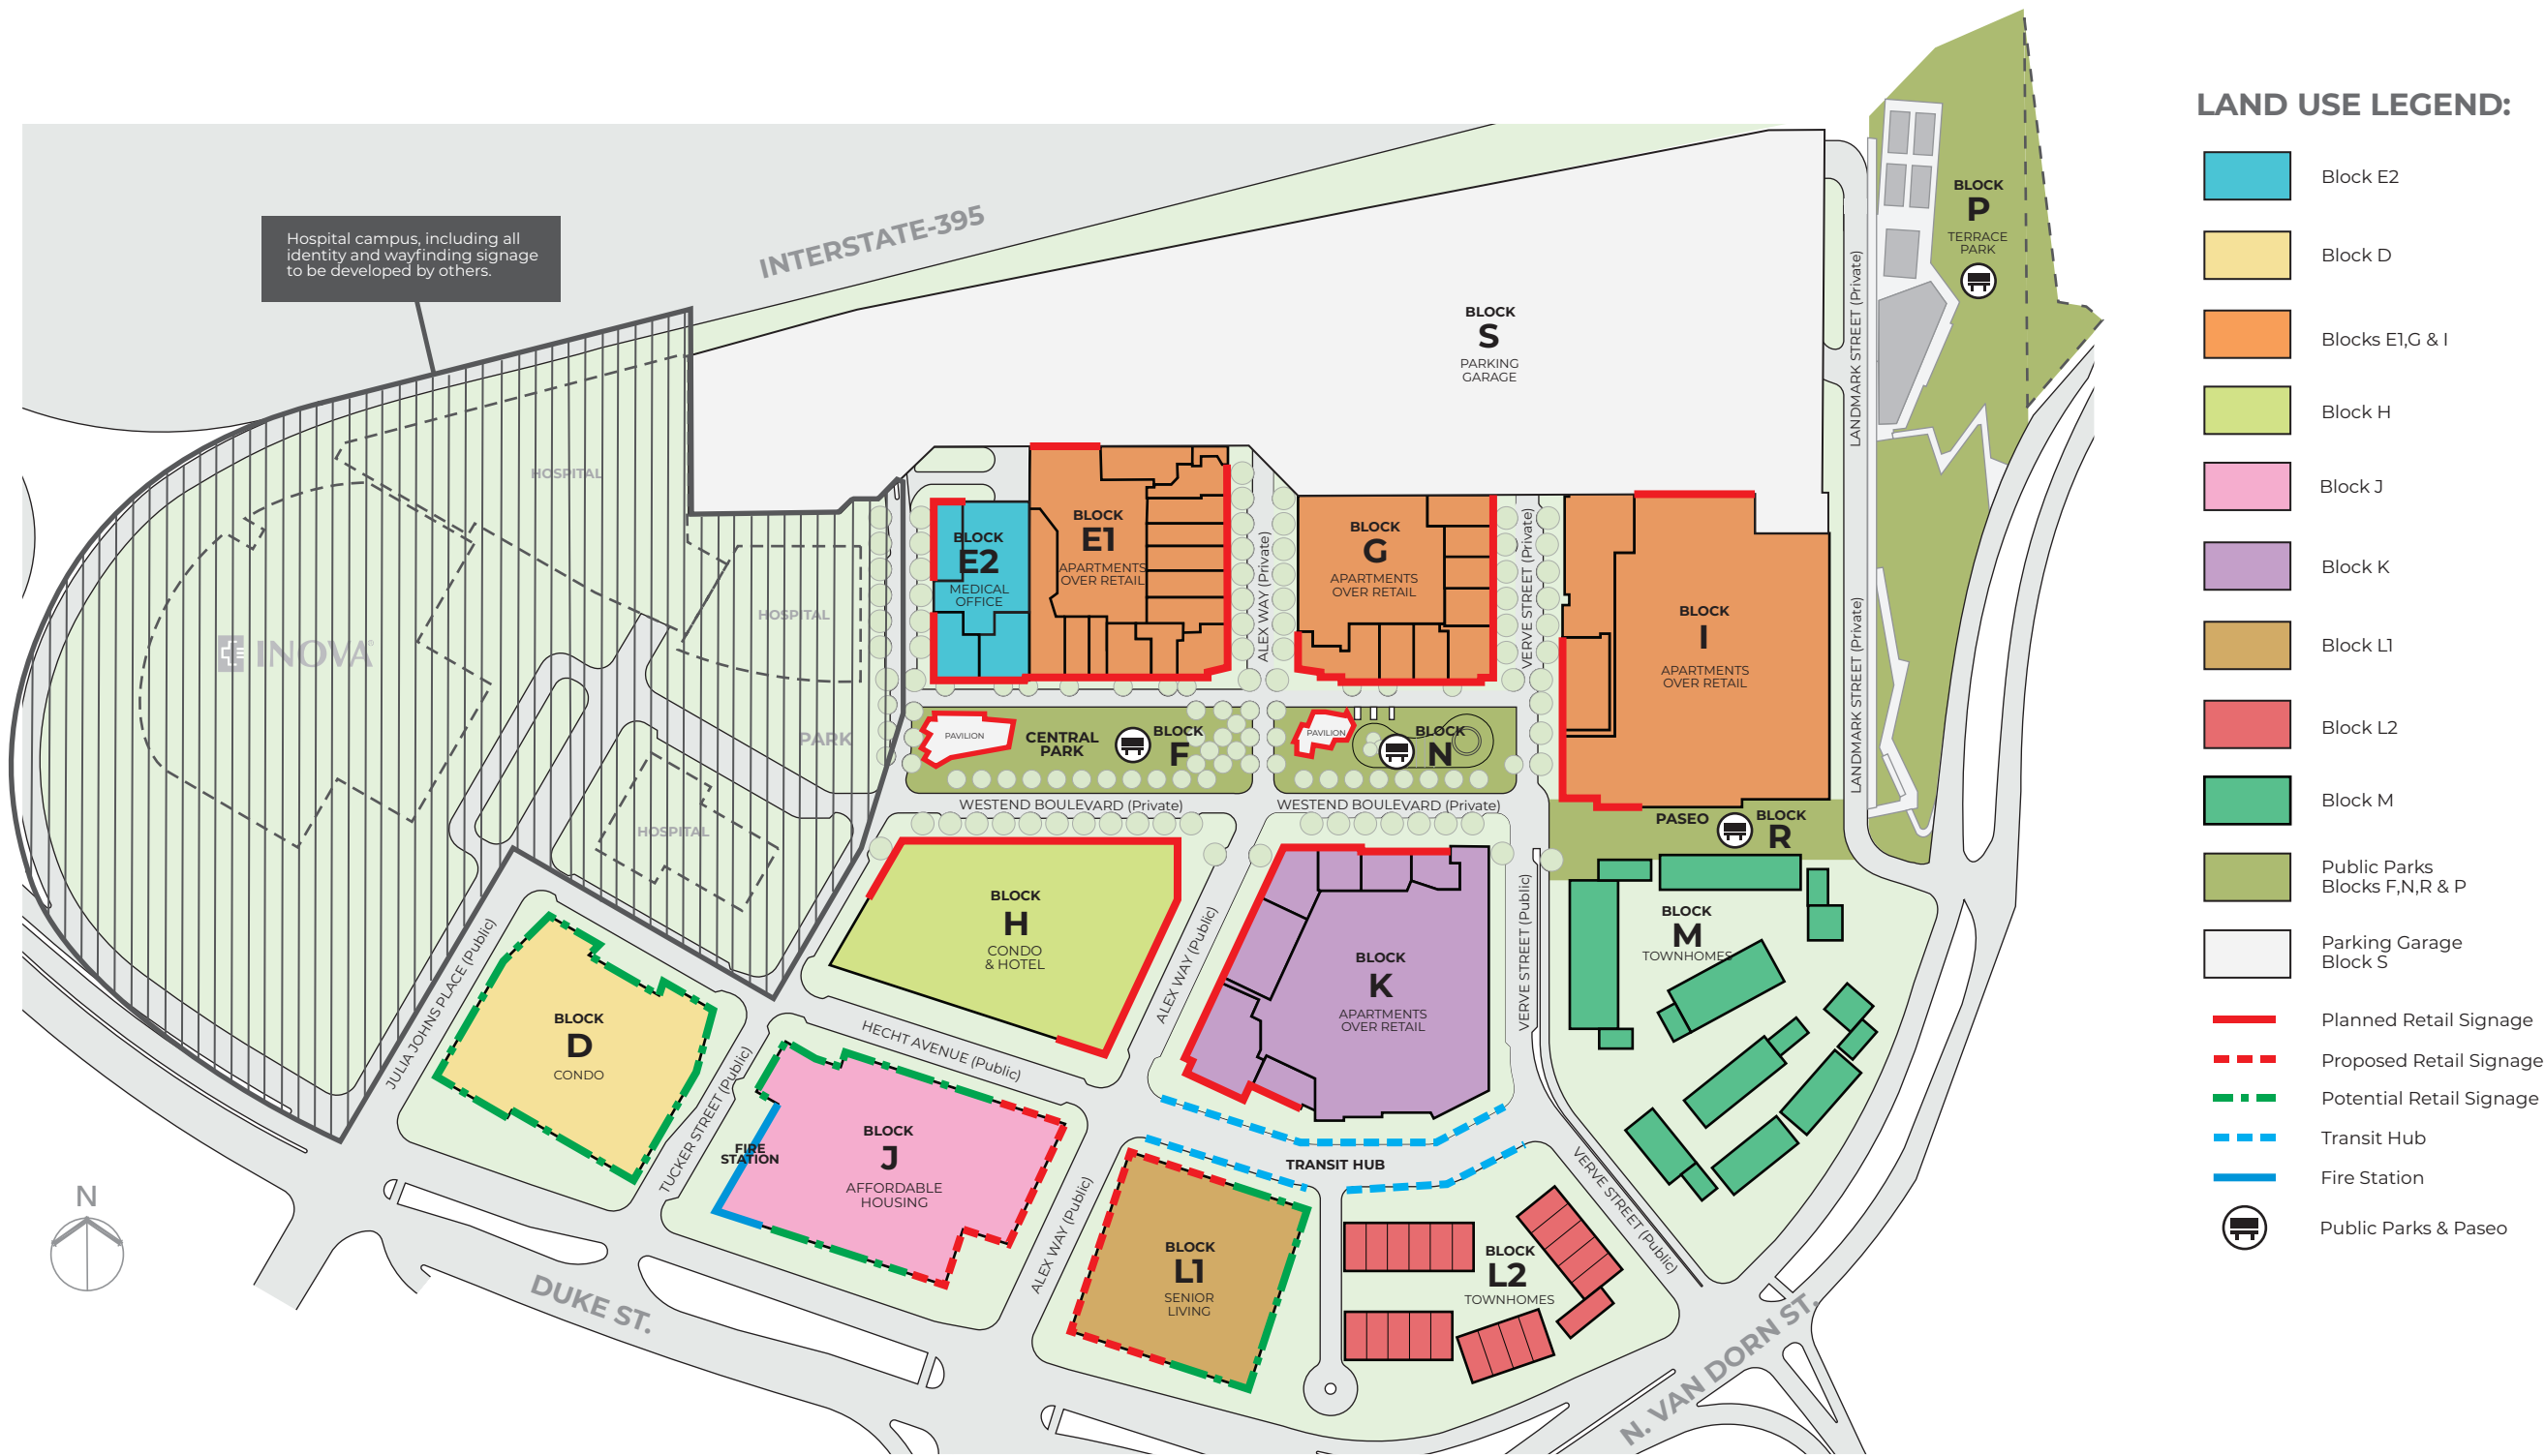 LAND USE LEGEND:
Block E2
Block D
Blocks E1,G & I
Block H
Block J
Block K
Block L1
Block L2
Block M
Public Parks
Blocks F,N,R & P
Parking Garage
Block S
Planned Retail Signage
Proposed Retail Signage
Potential Retail Signage
Transit Hub
Fire Station
Public Parks & Paseo
Hospital campus, including all
identity and wayfinding signage
to be developed by others.
INTERSTATE-395
BLOCK
S
PARKING
GARAGE
BLOCK
P
TERRACE
PARK
LANDMARK STREET (Private)
LANDMARK STREET (Private)
HOSPITAL
HOSPITAL
HOSPITAL
INOVA®
PARK
BLOCK
E2
MEDICAL
OFFICE
BLOCK
E1
APARTMENTS
OVER RETAIL
ALEX WAY (Private)
BLOCK
G
APARTMENTS
OVER RETAIL
VERVE STREET (Private)
BLOCK
I
APARTMENTS
OVER RETAIL
PAVILION
CENTRAL
PARK
BLOCK
F
PAVILION
BLOCK
N
WESTEND BOULEVARD (Private)
WESTEND BOULEVARD (Private)
PASEO
BLOCK
R
BLOCK
H
CONDO
& HOTEL
ALEX WAY (Public)
BLOCK
K
APARTMENTS
OVER RETAIL
VERVE STREET (Public)
BLOCK
M
TOWNHOMES
JULIA JOHNS PLACE (Public)
BLOCK
D
CONDO
TUCKER STREET (Public)
HECHT AVENUE (Public)
FIRE
STATION
BLOCK
J
AFFORDABLE
HOUSING
ALEX WAY (Public)
TRANSIT HUB
BLOCK
L1
SENIOR
LIVING
BLOCK
L2
TOWNHOMES
VERVE STREET (Public)
N
DUKE ST.
N. VAN DORN ST.